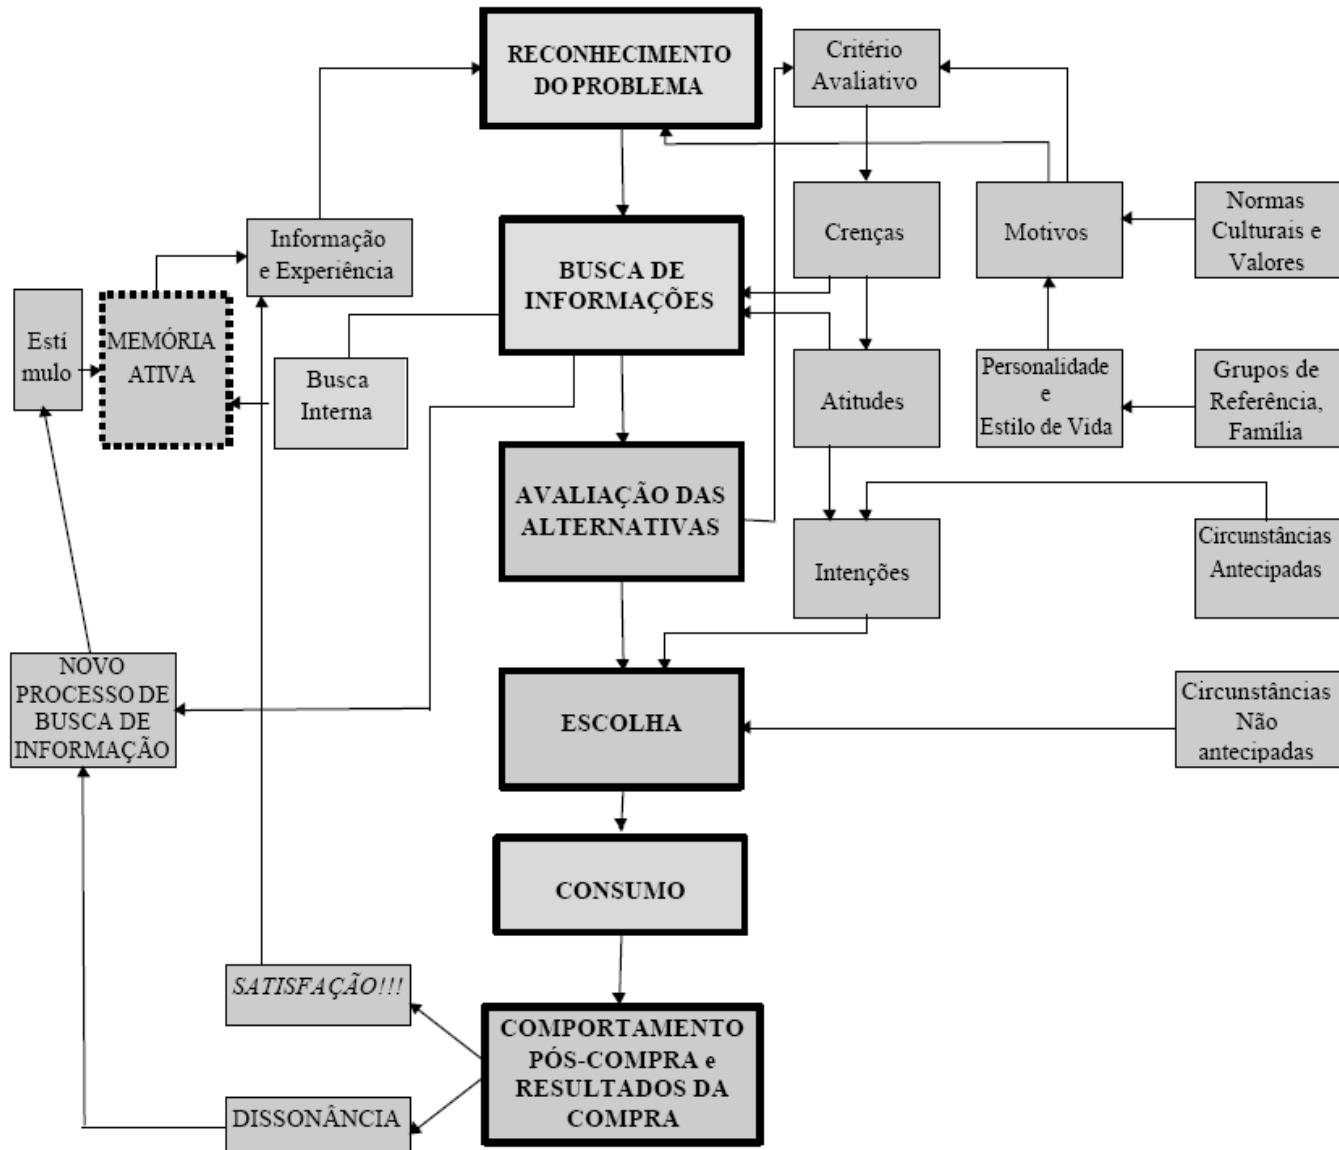 RECONHECIMENTO
DO PROBLEMA
Critério
Avaliativo
Informação
e Experiência
BUSCA DE
INFORMAÇÕES
Crenças
Motivos
Normas
Culturais e
Valores
Estí
mulo
MEMÓRIA
ATIVA
Busca
Interna
Atitudes
Personalidade
e
Estilo de Vida
Grupos de
Referência,
Família
AVALIAÇÃO DAS
ALTERNATIVAS
Intenções
Circunstâncias
Antecipadas
NOVO
PROCESSO DE
BUSCA DE
INFORMAÇÃO
ESCOLHA
Circunstâncias
Não
antecipadas
CONSUMO
SATISFAÇÃO!!!
COMPORTAMENTO
PÓS-COMPRA e
RESULTADOS DA
COMPRA
DISSONÂNCIA